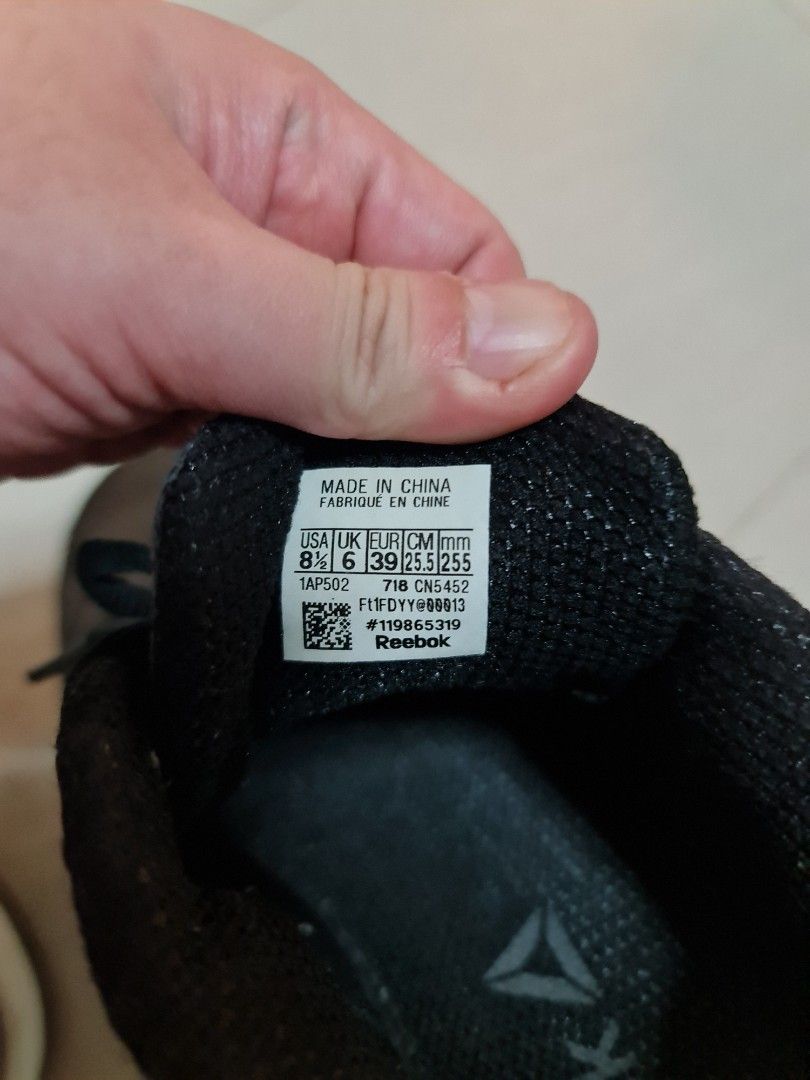 MADE IN CHINA
FABRIQUÉ EN CHINE
USA UK EUR CM mm
8½ 6 39 25.5 255
1AP502 718 CN5452
Ft1FDYY@00013
#119865319
Reebok